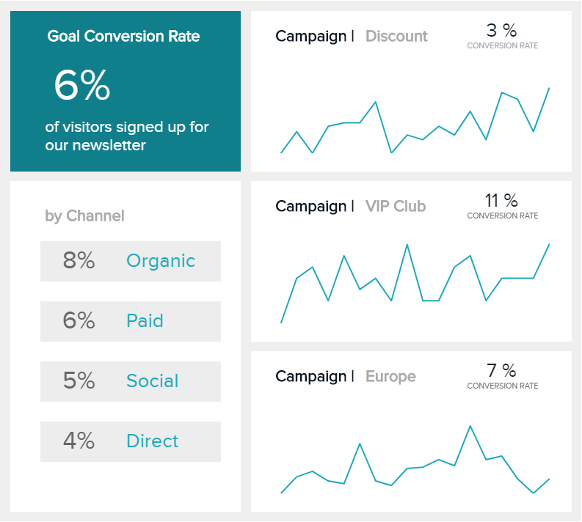 Goal Conversion Rate
6%
of visitors signed up for
our newsletter
by Channel
8% Organic
6% Paid
5% Social
4% Direct
Campaign | Discount
3 %
CONVERSION RATE
Campaign | VIP Club
11 %
CONVERSION RATE
Campaign | Europe
7 %
CONVERSION RATE